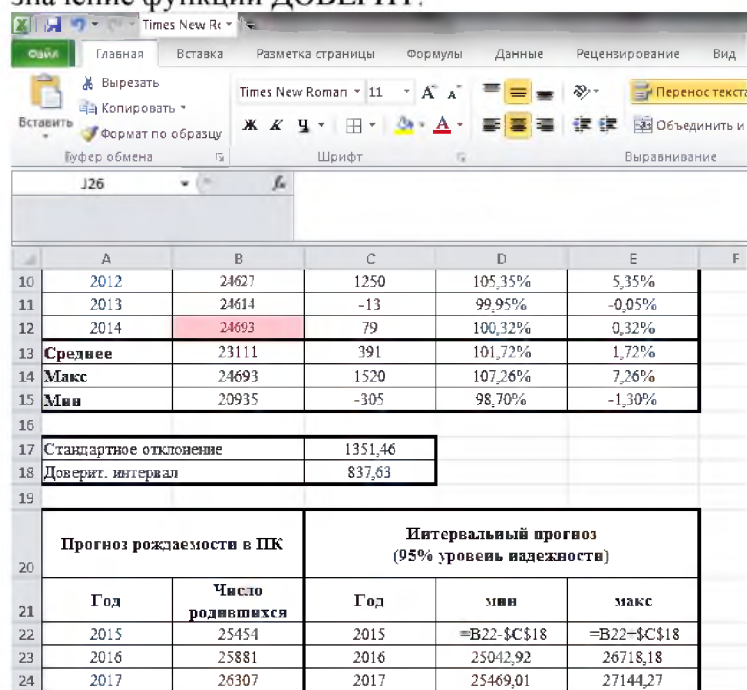 значение функции ДОВЕРИТ.
Times New Rc
Файл Главная Вставка Разметка страницы Формулы Данные Рецензирование Вид
Вставить
Вырезать
Копировать
Формат по образцу
Буфер обмена
Times New Roman 11 A A
Ж К Ч А
Шрифт
Перенос текста
Объединить и
Выравнивание
J26 fx
A B C D E F
10 2012 24627 1250 105,35% 5,35%
11 2013 24614 -13 99,95% -0,05%
12 2014 24693 79 100,32% 0,32%
13 Среднее 23111 391 101,72% 1,72%
14 Макс 24693 1520 107,26% 7,26%
15 Мин 20935 -305 98,70% -1,30%
16
17 Стандартное отклонение 1351,46
18 Доверит. интервал 837,63
19
20 Прогноз рождаемости в ПК Интервальный прогноз
(95% уровень надежности)
21 Год Число родившихся Год мин макс
22 2015 25454 2015 =B22-$C$18 =B22+$C$18
23 2016 25881 2016 25042,92 26718,18
24 2017 26307 2017 25469,01 27144,27